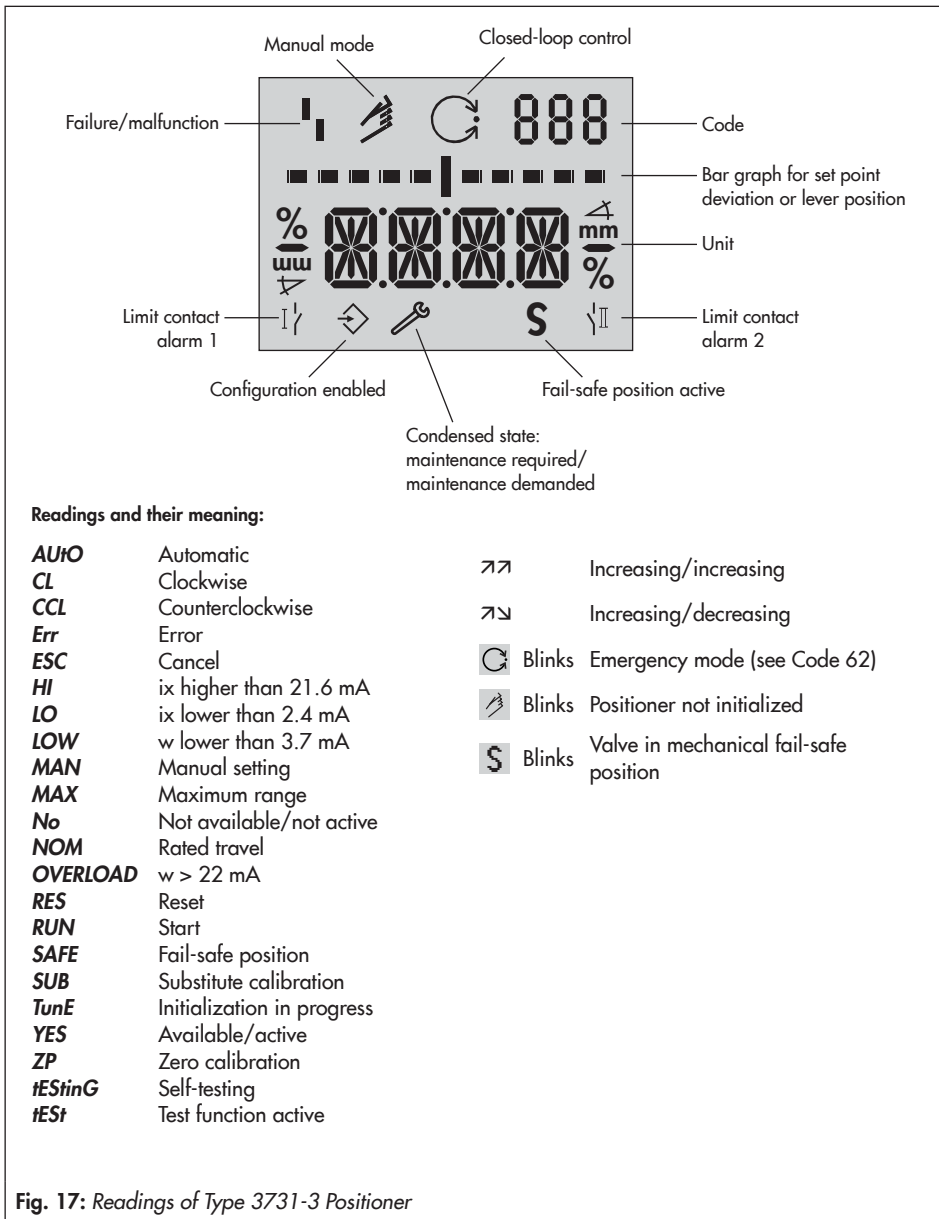 Manual mode
Closed-loop control
Failure/malfunction
888
Code
Bar graph for set point
deviation or lever position
%
mm
mm
%
Unit
Limit contact
alarm 1
I
S
II
Limit contact
alarm 2
Configuration enabled
Fail-safe position active
Condensed state:
maintenance required/
maintenance demanded
Readings and their meaning:
AUtO Automatic
CL Clockwise
CCL Counterclockwise
Err Error
ESC Cancel
HI ix higher than 21.6 mA
LO ix lower than 2.4 mA
LOW w lower than 3.7 mA
MAN Manual setting
MAX Maximum range
No Not available/not active
NOM Rated travel
OVERLOAD w > 22 mA
RES Reset
RUN Start
SAFE Fail-safe position
SUB Substitute calibration
TunE Initialization in progress
YES Available/active
ZP Zero calibration
tEStinG Self-testing
tESt Test function active
↗↗ Increasing/increasing
↗↘ Increasing/decreasing
Blinks Emergency mode (see Code 62)
Blinks Positioner not initialized
S Blinks Valve in mechanical fail-safe
position
Fig. 17: Readings of Type 3731-3 Positioner